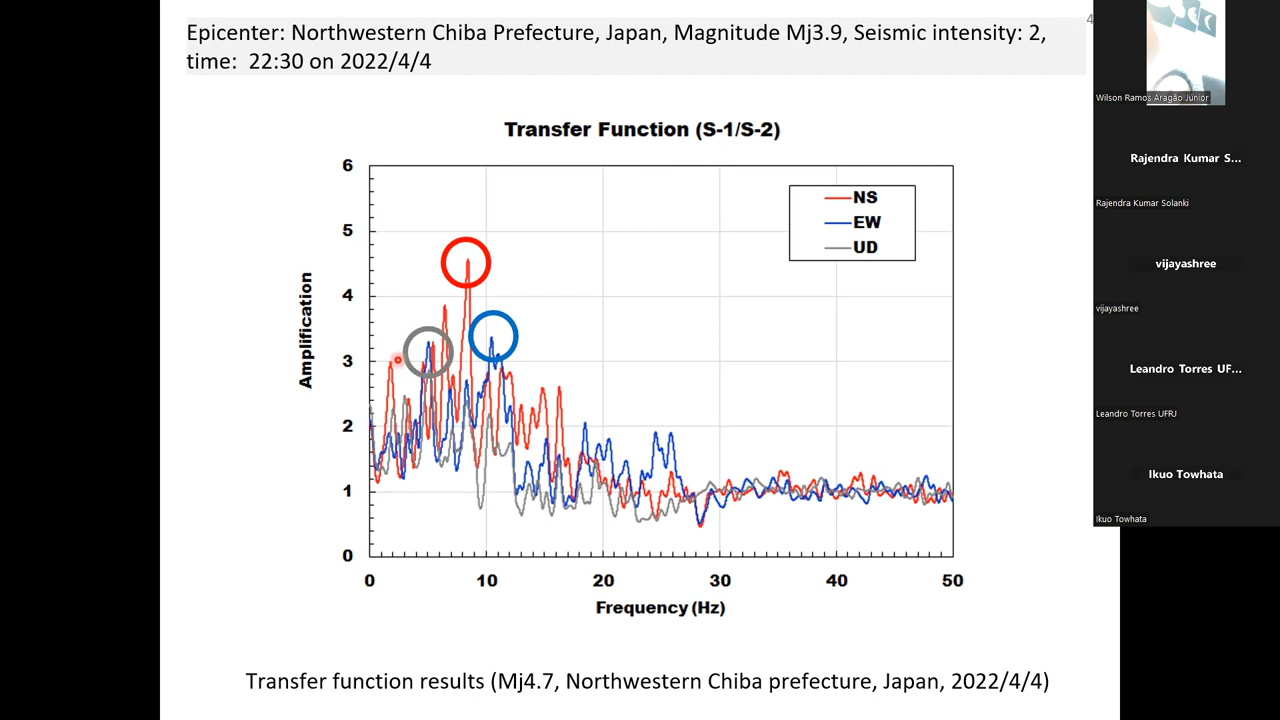 Epicenter: Northwestern Chiba Prefecture, Japan, Magnitude Mj3.9, Seismic intensity: 2,
time:  22:30 on 2022/4/4
4
Transfer Function (S-1/S-2)
6
5
4
3
2
1
0
Amplification
NS
EW
UD
0
10
20
30
40
50
Frequency (Hz)
Transfer function results (Mj4.7, Northwestern Chiba prefecture, Japan, 2022/4/4)
Wilson Ramos Aragão Júnior
Rajendra Kumar S...
Rajendra Kumar Solanki
vijayashree
vijayashree
Leandro Torres UF...
Leandro Torres UFRJ
Ikuo Towhata
Ikuo Towhata